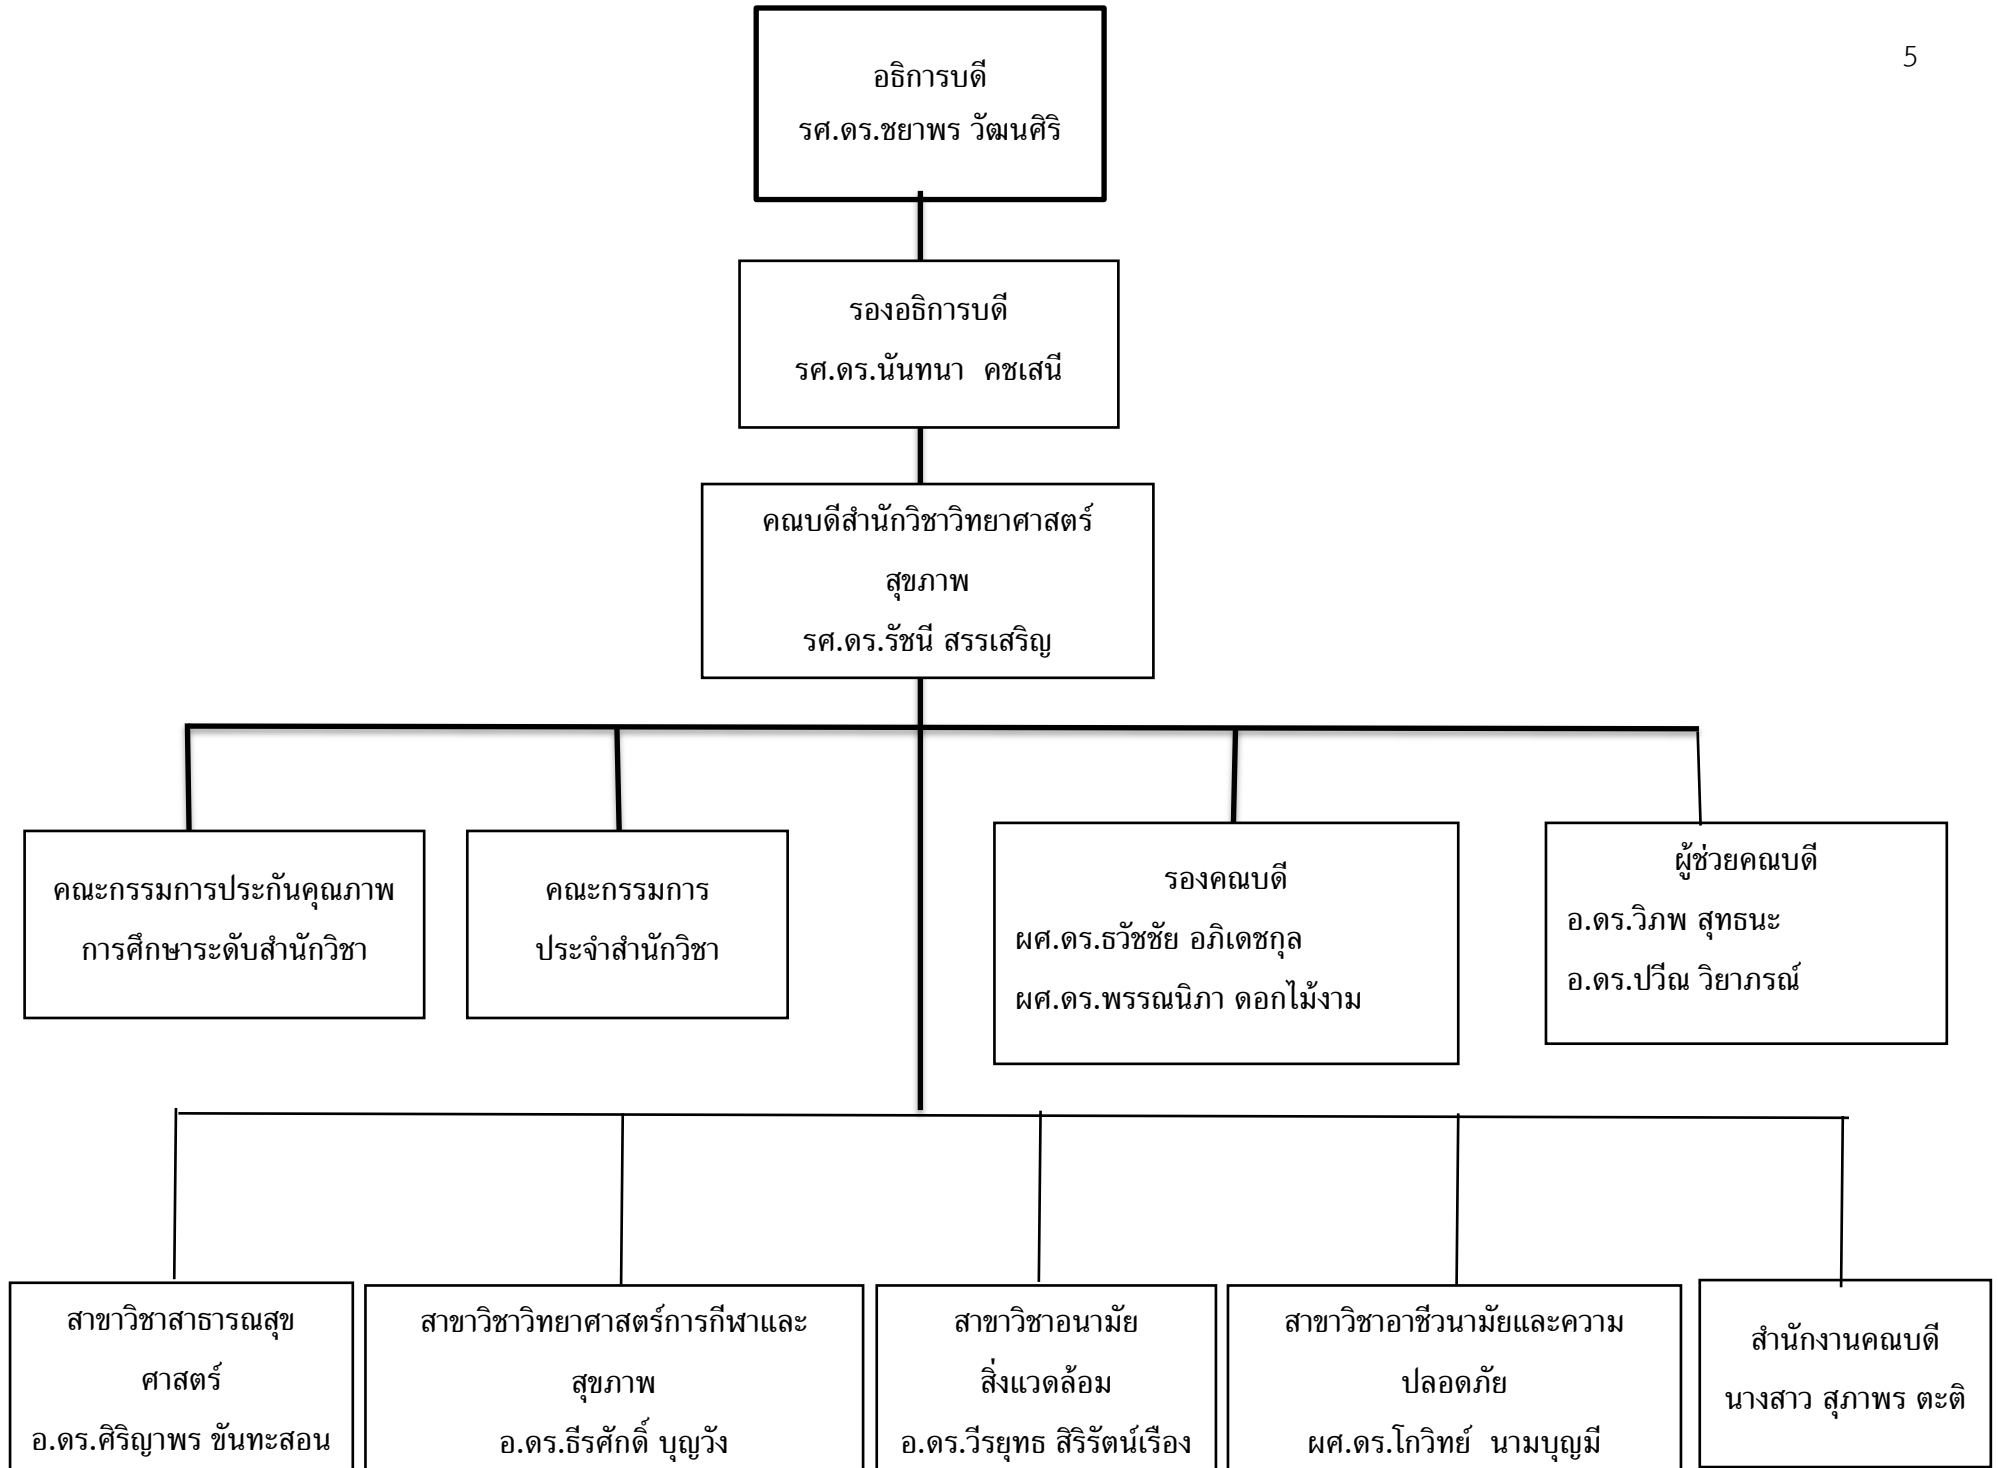 5
อธิการบดี
รศ.ดร.ชยาพร วัฒนศิริ
รองอธิการบดี
รศ.ดร.นันทนา คชเสนี
คณบดีสำนักวิชาวิทยาศาสตร์
สุขภาพ
รศ.ดร.รัชนี สรรเสริญ
คณะกรรมการประกันคุณภาพ
การศึกษาระดับสำนักวิชา
คณะกรรมการ
ประจำสำนักวิชา
รองคณบดี
ผศ.ดร.ธวัชชัย อภิเดชกุล
ผศ.ดร.พรรณนิภา ดอกไม้งาม
ผู้ช่วยคณบดี
อ.ดร.วิภพ สุทธนะ
อ.ดร.ปวีณ วิยาภรณ์
สาขาวิชาสาธารณสุข
ศาสตร์
อ.ดร.ศิริญาพร ขันทะสอน
สาขาวิชาวิทยาศาสตร์การกีฬาและ
สุขภาพ
อ.ดร.ธีรศักดิ์ บุญวัง
สาขาวิชาอนามัย
สิ่งแวดล้อม
อ.ดร.วีรยุทธ สิริรัตน์เรือง
สาขาวิชาอาชีวนามัยและความ
ปลอดภัย
ผศ.ดร.โกวิทย์ นามบุญมี
สำนักงานคณบดี
นางสาว สุภาพร ตะติ